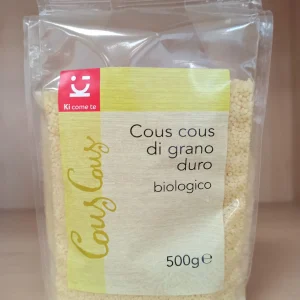 Ki
Ki come te
Cous Cous
Cous cous
di grano
duro
biologico
500g e